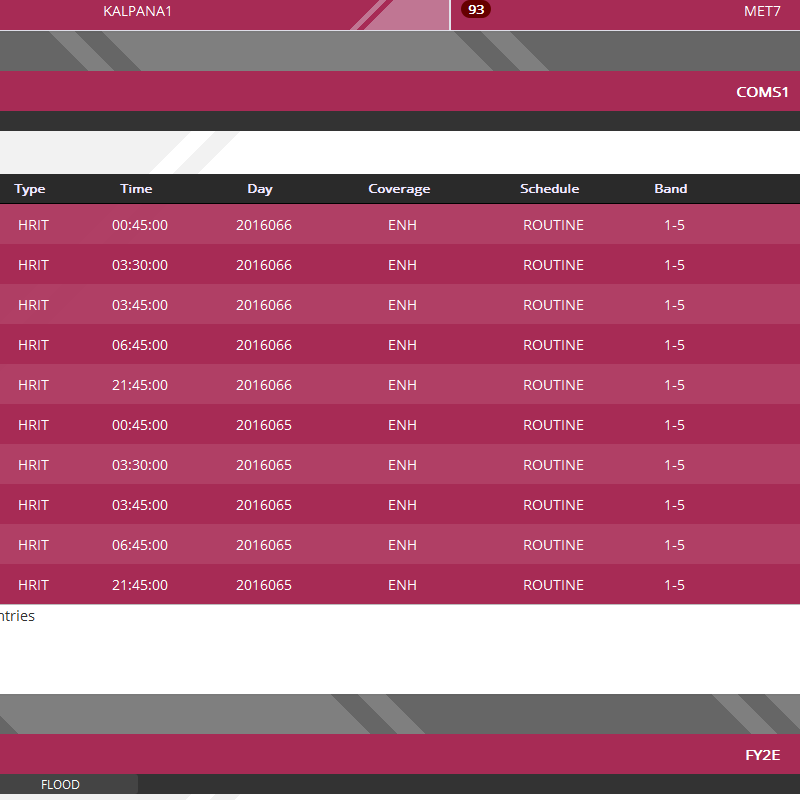 KALPANA1 93 MET7
COMS1
Type Time Day Coverage Schedule Band
HRIT 00:45:00 2016066 ENH ROUTINE 1-5
HRIT 03:30:00 2016066 ENH ROUTINE 1-5
HRIT 03:45:00 2016066 ENH ROUTINE 1-5
HRIT 06:45:00 2016066 ENH ROUTINE 1-5
HRIT 21:45:00 2016066 ENH ROUTINE 1-5
HRIT 00:45:00 2016065 ENH ROUTINE 1-5
HRIT 03:30:00 2016065 ENH ROUTINE 1-5
HRIT 03:45:00 2016065 ENH ROUTINE 1-5
HRIT 06:45:00 2016065 ENH ROUTINE 1-5
HRIT 21:45:00 2016065 ENH ROUTINE 1-5
ntries
FY2E
FLOOD